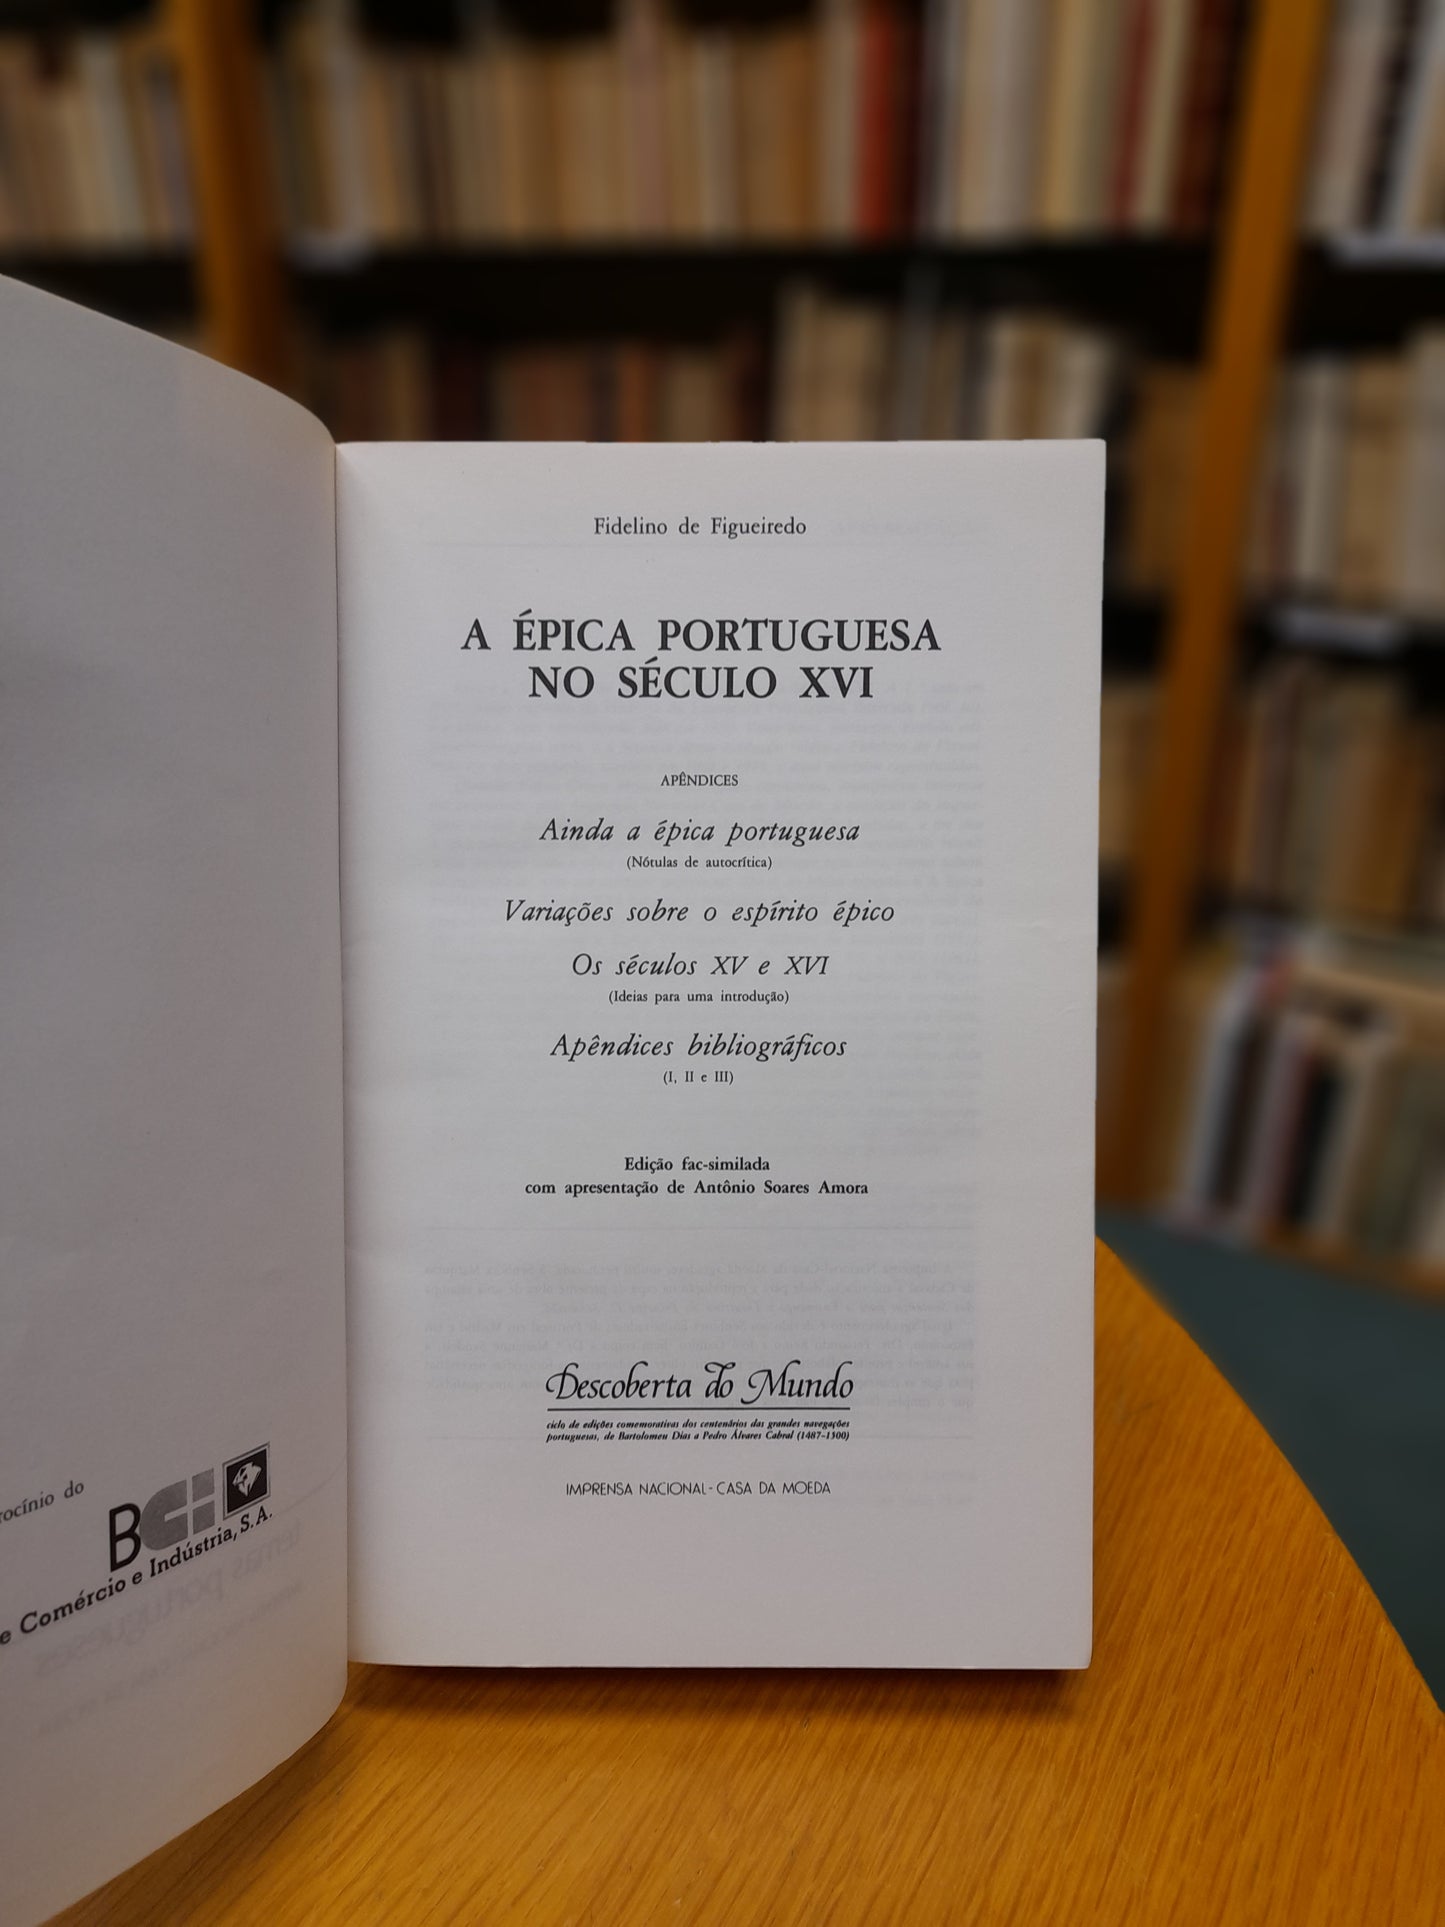 Fidelino de Figueiredo
A ÉPICA PORTUGUESA
NO SÉCULO XVI
APÊNDICES
Ainda a épica portuguesa
(Nótulas de autocrítica)
Variações sobre o espírito épico
Os séculos XV e XVI
(Ideias para uma introdução)
Apêndices bibliográficos
(I, II e III)
Edição fac-similada
com apresentação de Antônio Soares Amora
Descoberta do Mundo
ciclo de edições comemorativas dos centenários das grandes navegações
portuguesas, de Bartolomeu Dias a Pedro Álvares Cabral (1487-1500)
IMPRENSA NACIONAL-CASA DA MOEDA
rocínio do
BCI
e Comércio e Indústria, S.A.